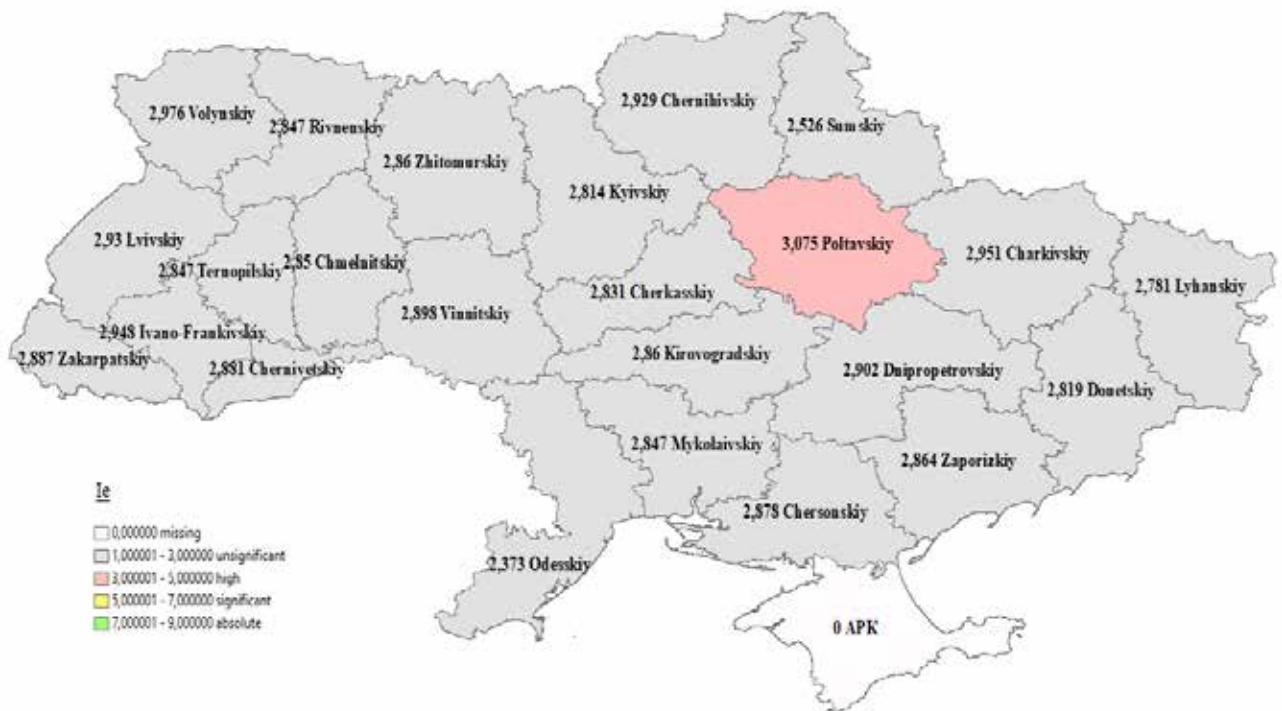 2,929 Chernihivskiy
2,976 Volynskiy
2,847 Rivnenskiy
2,526 Sumskiy
2,86 Zhitomurskiy
2,814 Kyivskiy
2,93 Lvivskiy
3,075 Poltavskiy
2,951 Charkivskiy
2,847 Ternopilskiy
2,85 Chmelnitskiy
2,781 Lyhanskiy
2,831 Cherkasskiy
2,898 Vinnitskiy
2,948 Ivano-Frankivskiy
2,86 Kirovogradskiy
2,887 Zakarpatskiy
2,881 Chernivetskiy
2,902 Dnipropetrovskiy
2,819 Donetskiy
2,847 Mykolaivskiy
2,864 Zaporizkiy
2,878 Chersonskiy
2,373 Odesskiy
0 APK
Ie
0,000000 missing
1,000001 - 3,000000 unsignificant
3,000001 - 5,000000 high
5,000001 - 7,000000 significant
7,000001 - 9,000000 absolute